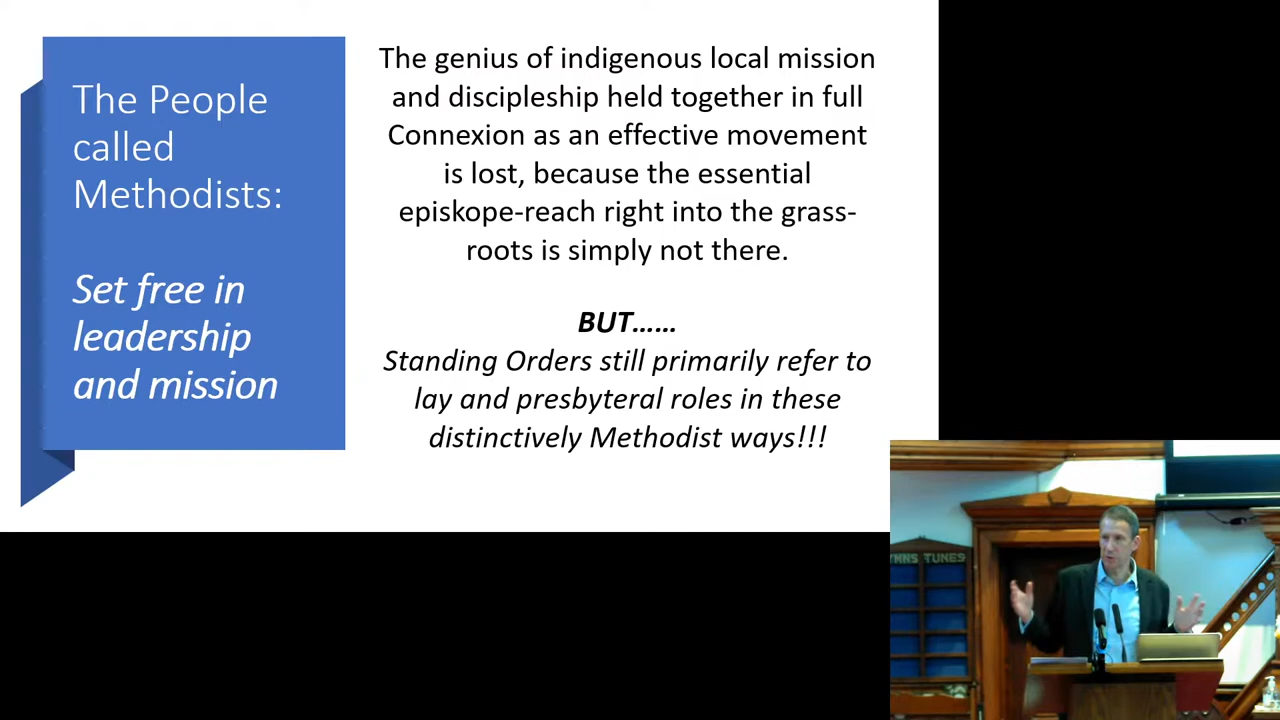 The People
called
Methodists:
Set free in
leadership
and mission
The genius of indigenous local mission
and discipleship held together in full
Connexion as an effective movement
is lost, because the essential
episkope-reach right into the grass-
roots is simply not there.
BUT......
Standing Orders still primarily refer to
lay and presbyteral roles in these
distinctively Methodist ways!!!
TUNES